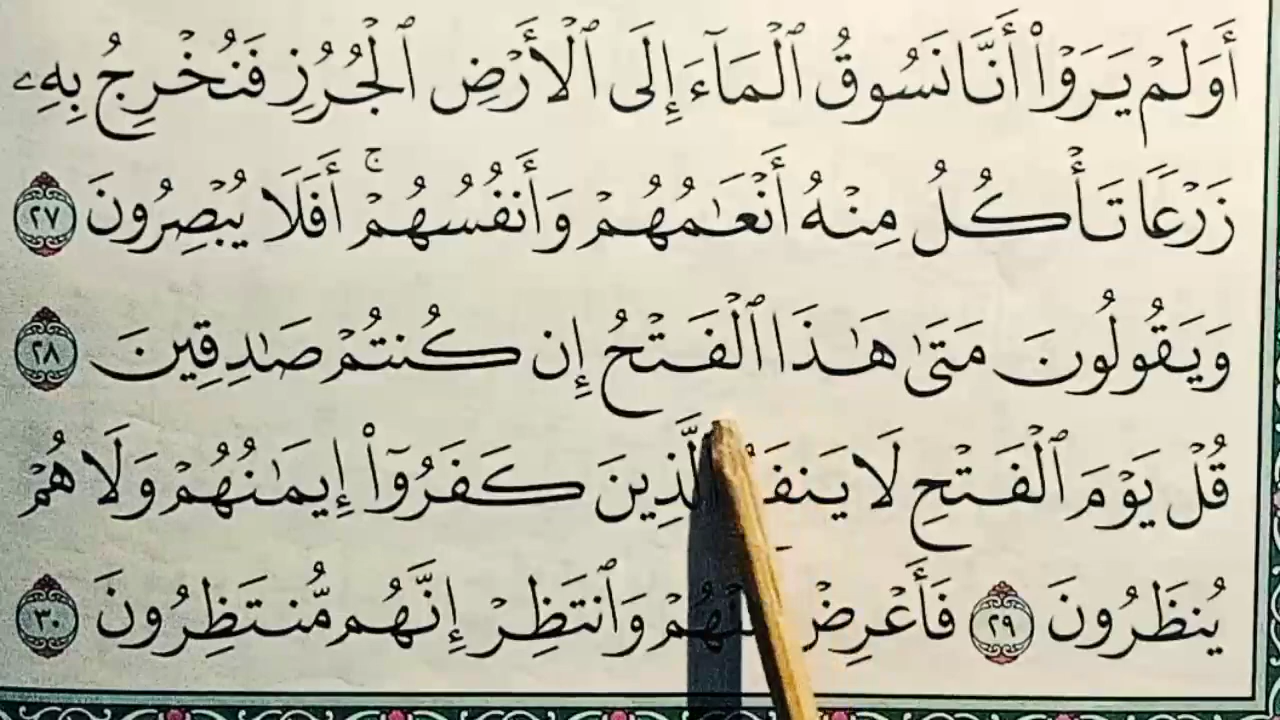 أَوَلَمْ يَرَوْا۟ أَنَّا نَسُوقُ ٱلْمَآءَ إِلَى ٱلْأَرْضِ ٱلْجُرُزِ فَنُخْرِجُ بِهِۦ
زَرْعًا تَأْكُلُ مِنْهُ أَنْعَٰمُهُمْ وَأَنفُسُهُمْ ۚ أَفَلَا يُبْصِرُونَ ٢٧
وَيَقُولُونَ مَتَىٰ هَٰذَا ٱلْفَتْحُ إِن كُنتُمْ صَٰدِقِينَ ٢٨
قُلْ يَوْمَ ٱلْفَتْحِ لَا ٱلَّذِينَ كَفَرُوٓا۟ إِيمَٰنُهُمْ وَلَا هُمْ
يُنظَرُونَ ٢٩ فَأَعْرِضْ وَٱنتَظِرْ إِنَّهُم مُّنتَظِرُونَ ٣٠